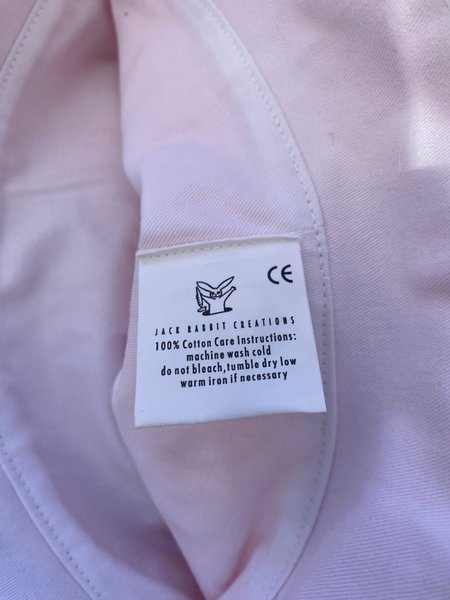 CE
JACK RABBIT CREATIONS
100% Cotton Care Instructions:
machine wash cold
do not bleach,tumble dry low
warm iron if necessary